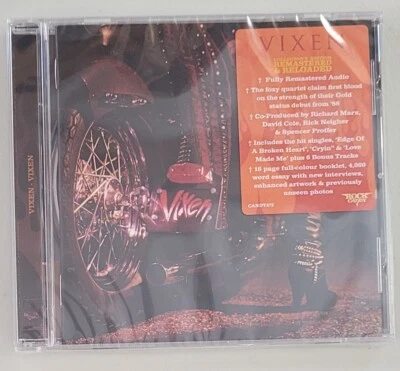 VIXEN
REMASTERED
& RELOADED
† Fully Remastered Audio
† The foxy quartet claim first blood
on the strength of their Gold
status debut from '88
† Co-Produced by Richard Marx,
David Cole, Rick Neigher
& Spencer Proffer
† Includes the hit singles, 'Edge Of
A Broken Heart', 'Cryin'' & 'Love
Made Me' plus 8 Bonus Tracks
† 16 page full-colour booklet, 4,000
word essay with new interviews,
enhanced artwork & previously
unseen photos
ROCK
CANDY
VIXEN - VIXEN
Vixen